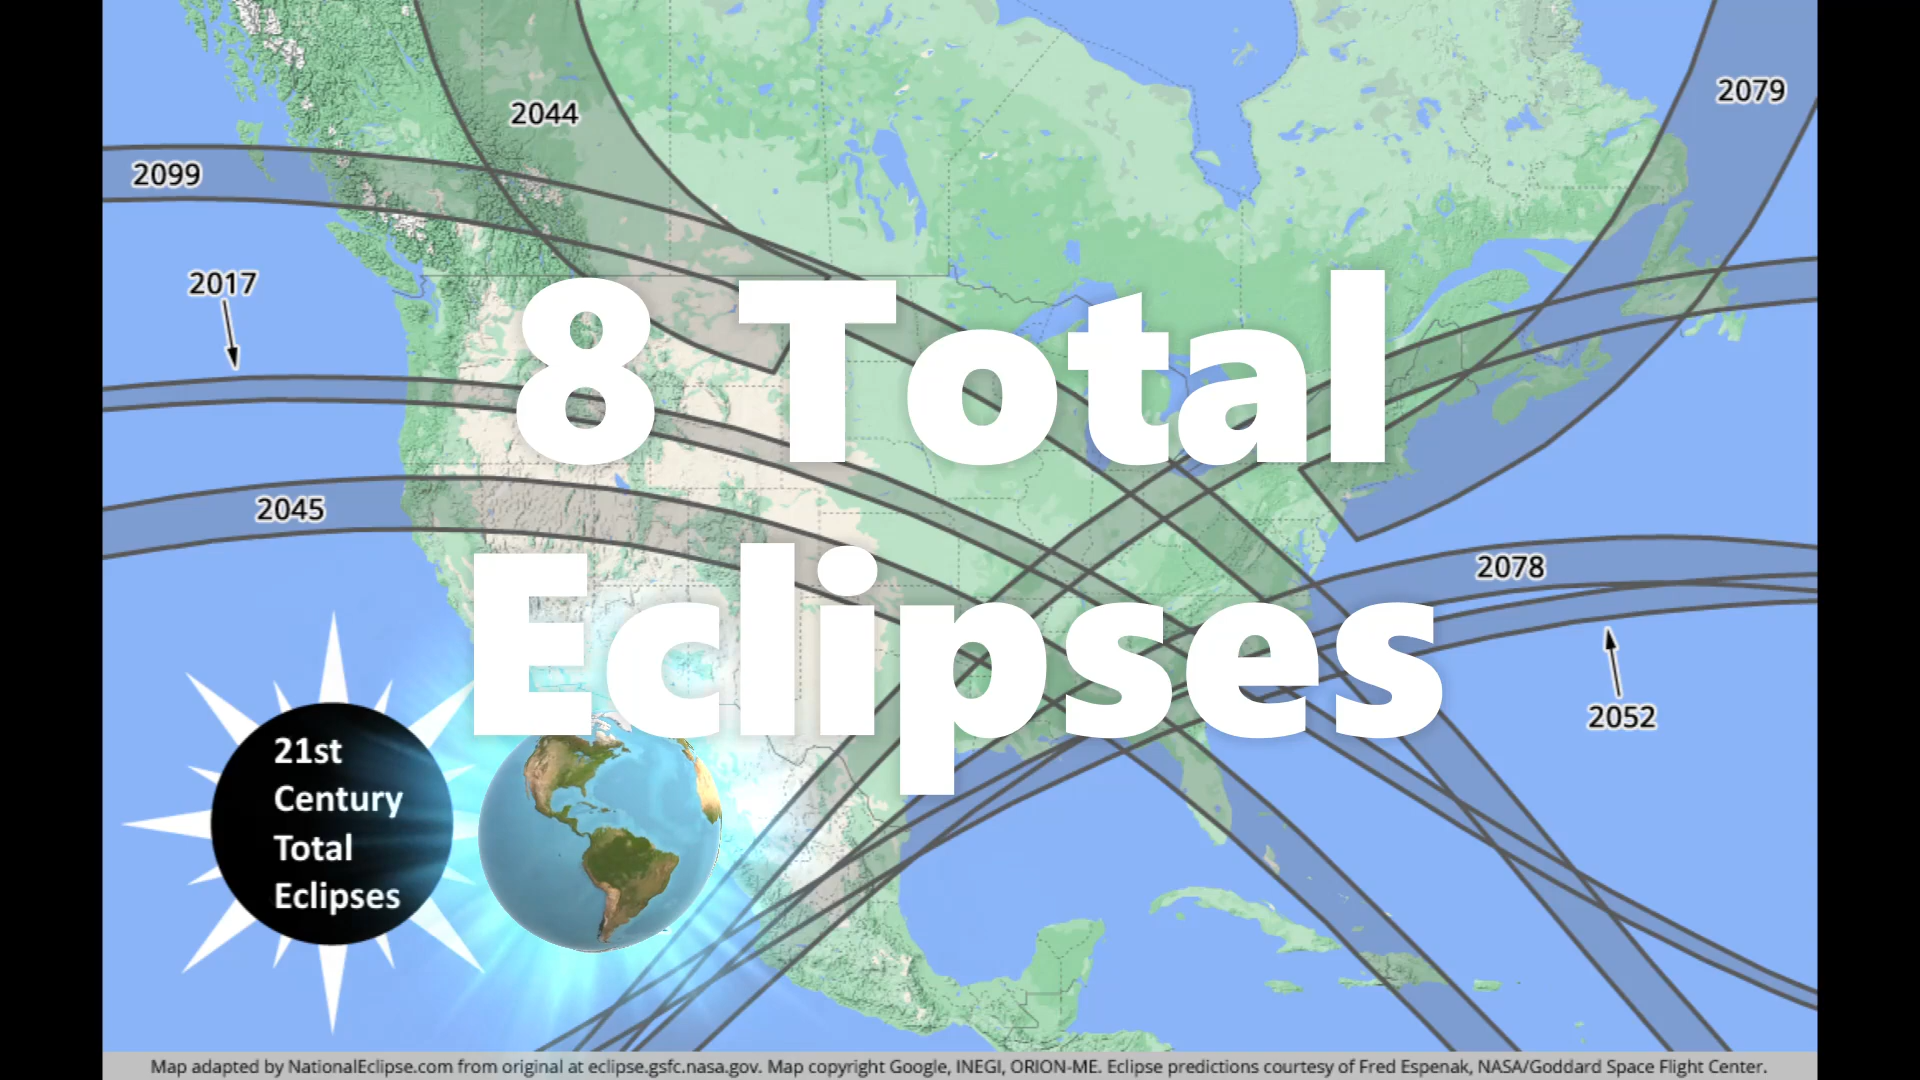 2044
2079
2099
2017
8 Total
Eclipses
2045
2078
2052
21st
Century
Total
Eclipses
Map adapted by NationalEclipse.com from original at eclipse.gsfc.nasa.gov. Map copyright Google, INEGI, ORION-ME. Eclipse predictions courtesy of Fred Espenak, NASA/Goddard Space Flight Center.